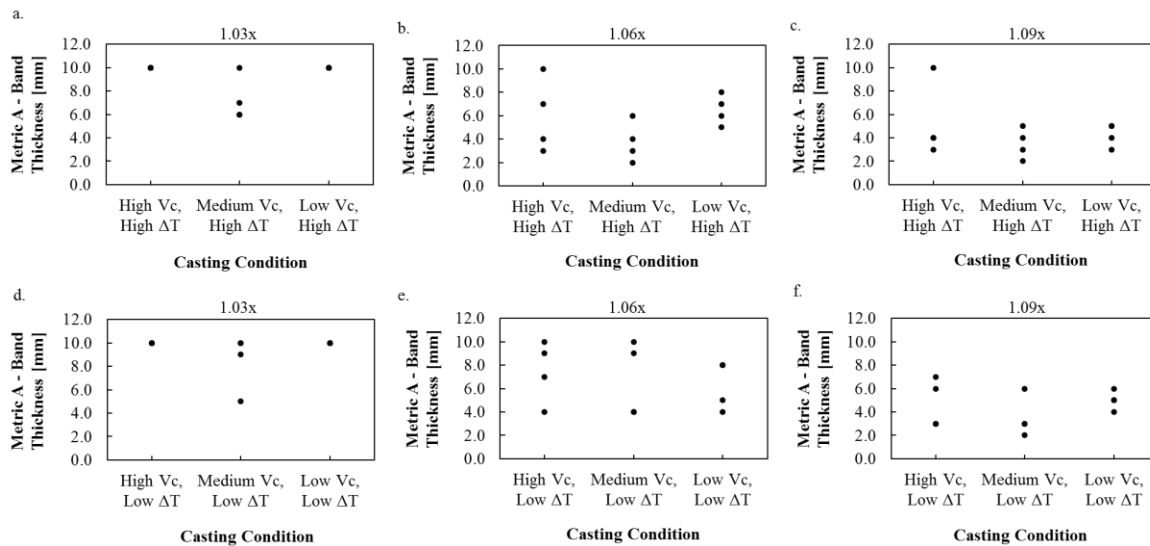 a.
1.03x
Metric A - Band
Thickness [mm]
12.0
10.0
8.0
6.0
4.0
2.0
0.0
High Vc, Medium Vc, Low Vc,
High ΔT High ΔT High ΔT
Casting Condition
b.
1.06x
Metric A - Band
Thickness [mm]
12.0
10.0
8.0
6.0
4.0
2.0
0.0
High Vc, Medium Vc, Low Vc,
High ΔT High ΔT High ΔT
Casting Condition
c.
1.09x
Metric A - Band
Thickness [mm]
12.0
10.0
8.0
6.0
4.0
2.0
0.0
High Vc, Medium Vc, Low Vc,
High ΔT High ΔT High ΔT
Casting Condition
d.
1.03x
Metric A - Band
Thickness [mm]
12.0
10.0
8.0
6.0
4.0
2.0
0.0
High Vc, Medium Vc, Low Vc,
Low ΔT Low ΔT Low ΔT
Casting Condition
e.
1.06x
Metric A - Band
Thickness [mm]
12.0
10.0
8.0
6.0
4.0
2.0
0.0
High Vc, Medium Vc, Low Vc,
Low ΔT Low ΔT Low ΔT
Casting Condition
f.
1.09x
Metric A - Band
Thickness [mm]
12.0
10.0
8.0
6.0
4.0
2.0
0.0
High Vc, Medium Vc, Low Vc,
Low ΔT Low ΔT Low ΔT
Casting Condition